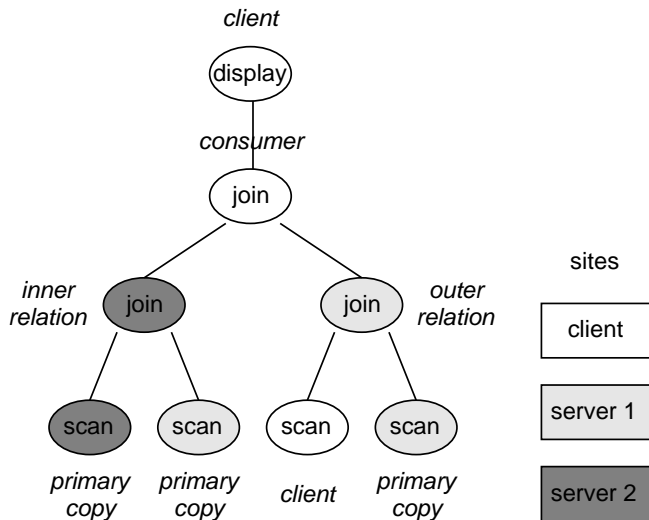 client
display
consumer
join
inner
relation
join
join
outer
relation
scan
scan
scan
scan
primary
copy
primary
copy
client
primary
copy
sites
client
server 1
server 2